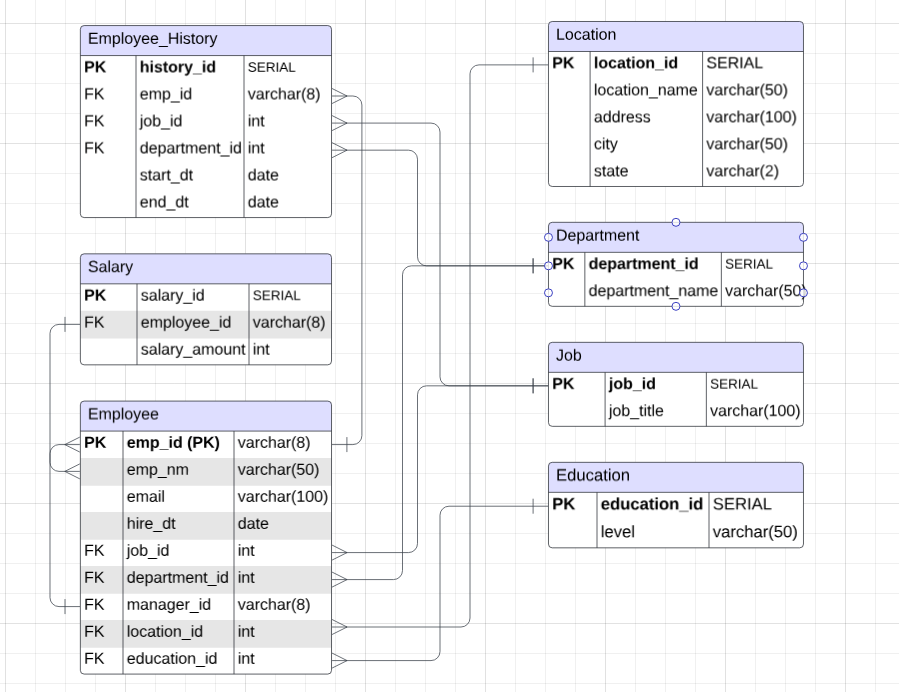 Employee_History
PK history_id SERIAL
FK emp_id varchar(8)
FK job_id int
FK department_id int
start_dt date
end_dt date
Salary
PK salary_id SERIAL
FK employee_id varchar(8)
salary_amount int
Employee
PK emp_id (PK) varchar(8)
emp_nm varchar(50)
email varchar(100)
hire_dt date
FK job_id int
FK department_id int
FK manager_id varchar(8)
FK location_id int
FK education_id int
Location
PK location_id SERIAL
location_name varchar(50)
address varchar(100)
city varchar(50)
state varchar(2)
Department
PK department_id SERIAL
department_name varchar(50)
Job
PK job_id SERIAL
job_title varchar(100)
Education
PK education_id SERIAL
level varchar(50)